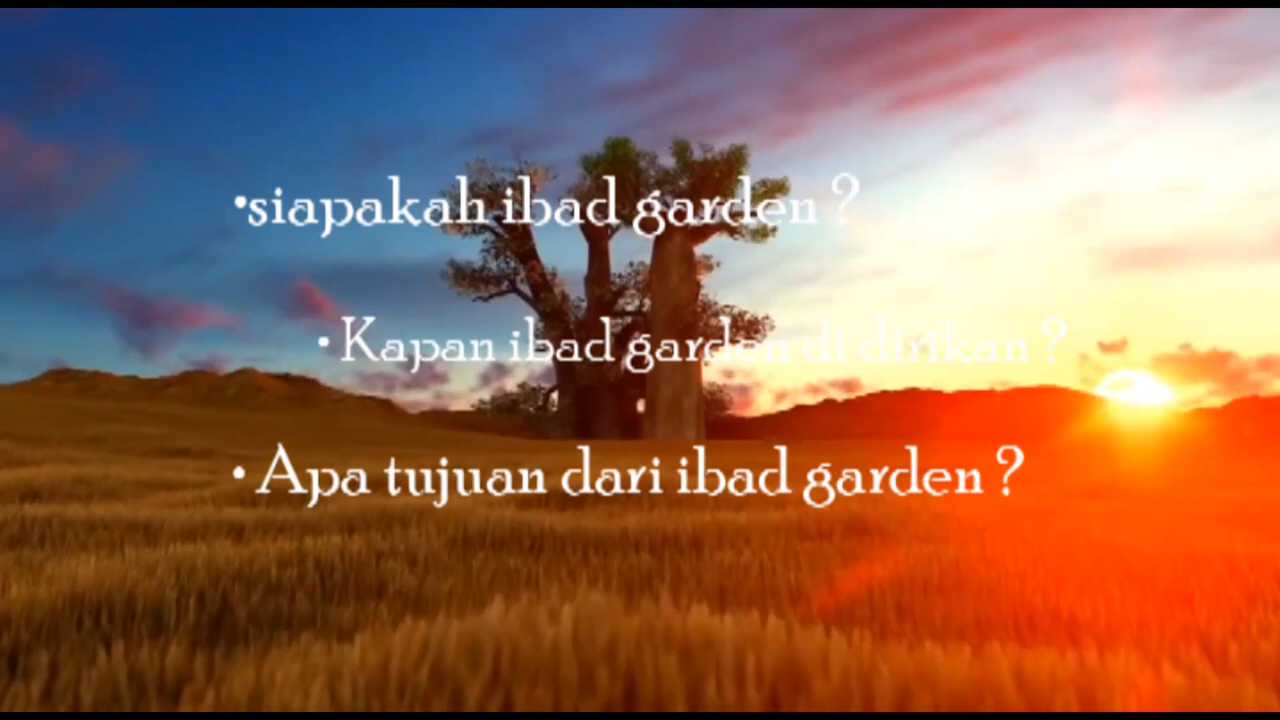 •siapakah ibad garden ?
• Kapan ibad garden di dirikan ?
• Apa tujuan dari ibad garden ?